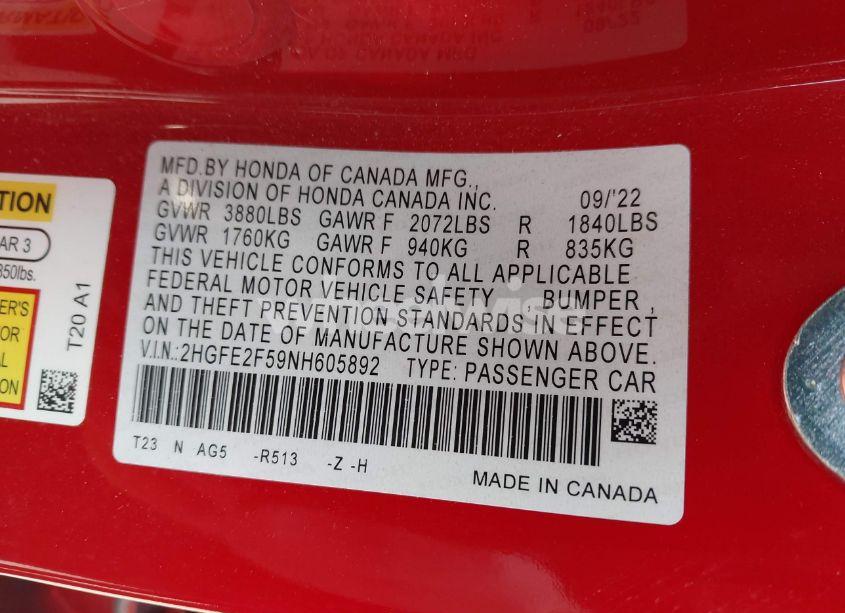 MFD.BY HONDA OF CANADA MFG.,
A DIVISION OF HONDA CANADA INC. 09/'22
GVWR 3880LBS GAWR F 2072LBS R 1840LBS
GVWR 1760KG GAWR F 940KG R 835KG
THIS VEHICLE CONFORMS TO ALL APPLICABLE
FEDERAL MOTOR VEHICLE SAFETY , BUMPER ,
AND THEFT PREVENTION STANDARDS IN EFFECT
ON THE DATE OF MANUFACTURE SHOWN ABOVE.
V.I.N.:2HGFE2F59NH605892 TYPE: PASSENGER CAR
T23 N AG5 -R513 -Z -H
MADE IN CANADA
AR 3
850lbs.
T20 A1